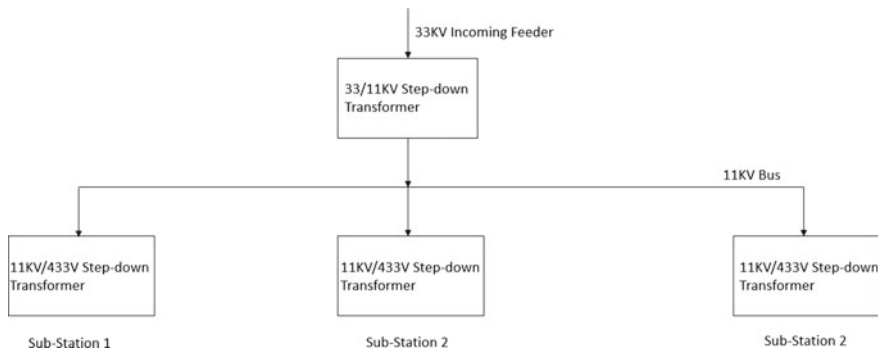 33KV Incoming Feeder
33/11KV Step-down
Transformer
11KV Bus
11KV/433V Step-down
Transformer
11KV/433V Step-down
Transformer
11KV/433V Step-down
Transformer
Sub-Station 1
Sub-Station 2
Sub-Station 2